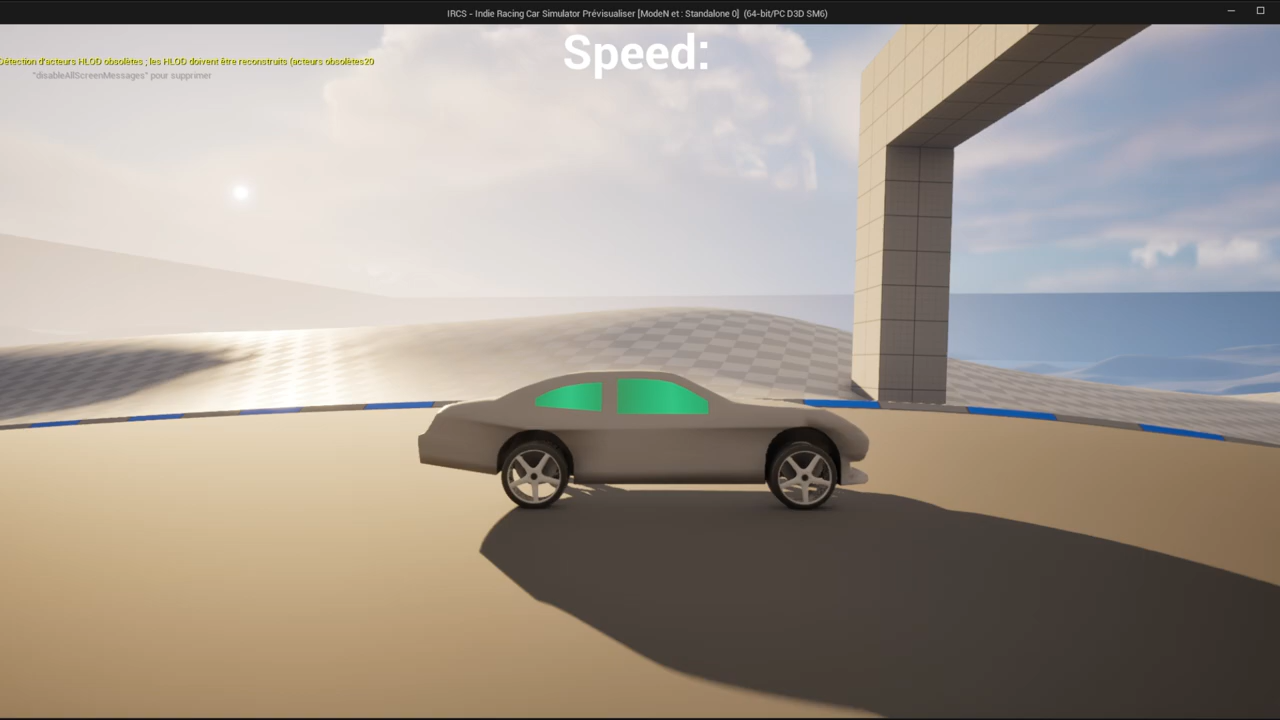 IRCS - Indie Racing Car Simulator Prévisualiser [ModeN et : Standalone 0] (64-bit/PC D3D SM6)
Speed:
Détection d'acteurs HLOD obsolètes ; les HLOD doivent être reconstruits (acteurs obsolètes20
"disableAllScreenMessages" pour supprimer